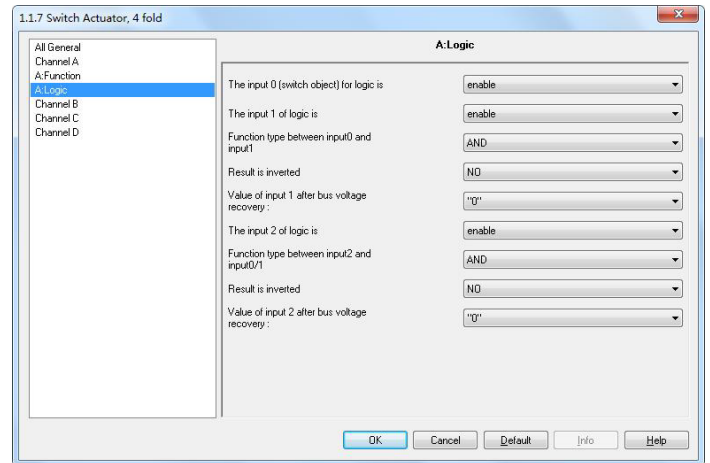 1.1.7 Switch Actuator, 4 fold
All General
Channel A
A:Function
A:Logic
Channel B
Channel C
Channel D
A:Logic
The input 0 (switch object) for logic is
enable
The input 1 of logic is
enable
Function type between input0 and
input1
AND
Result is inverted
NO
Value of input 1 after bus voltage
recovery :
"0"
The input 2 of logic is
enable
Function type between input2 and
input0/1
AND
Result is inverted
NO
Value of input 2 after bus voltage
recovery :
"0"
OK
Cancel
Default
Info
Help